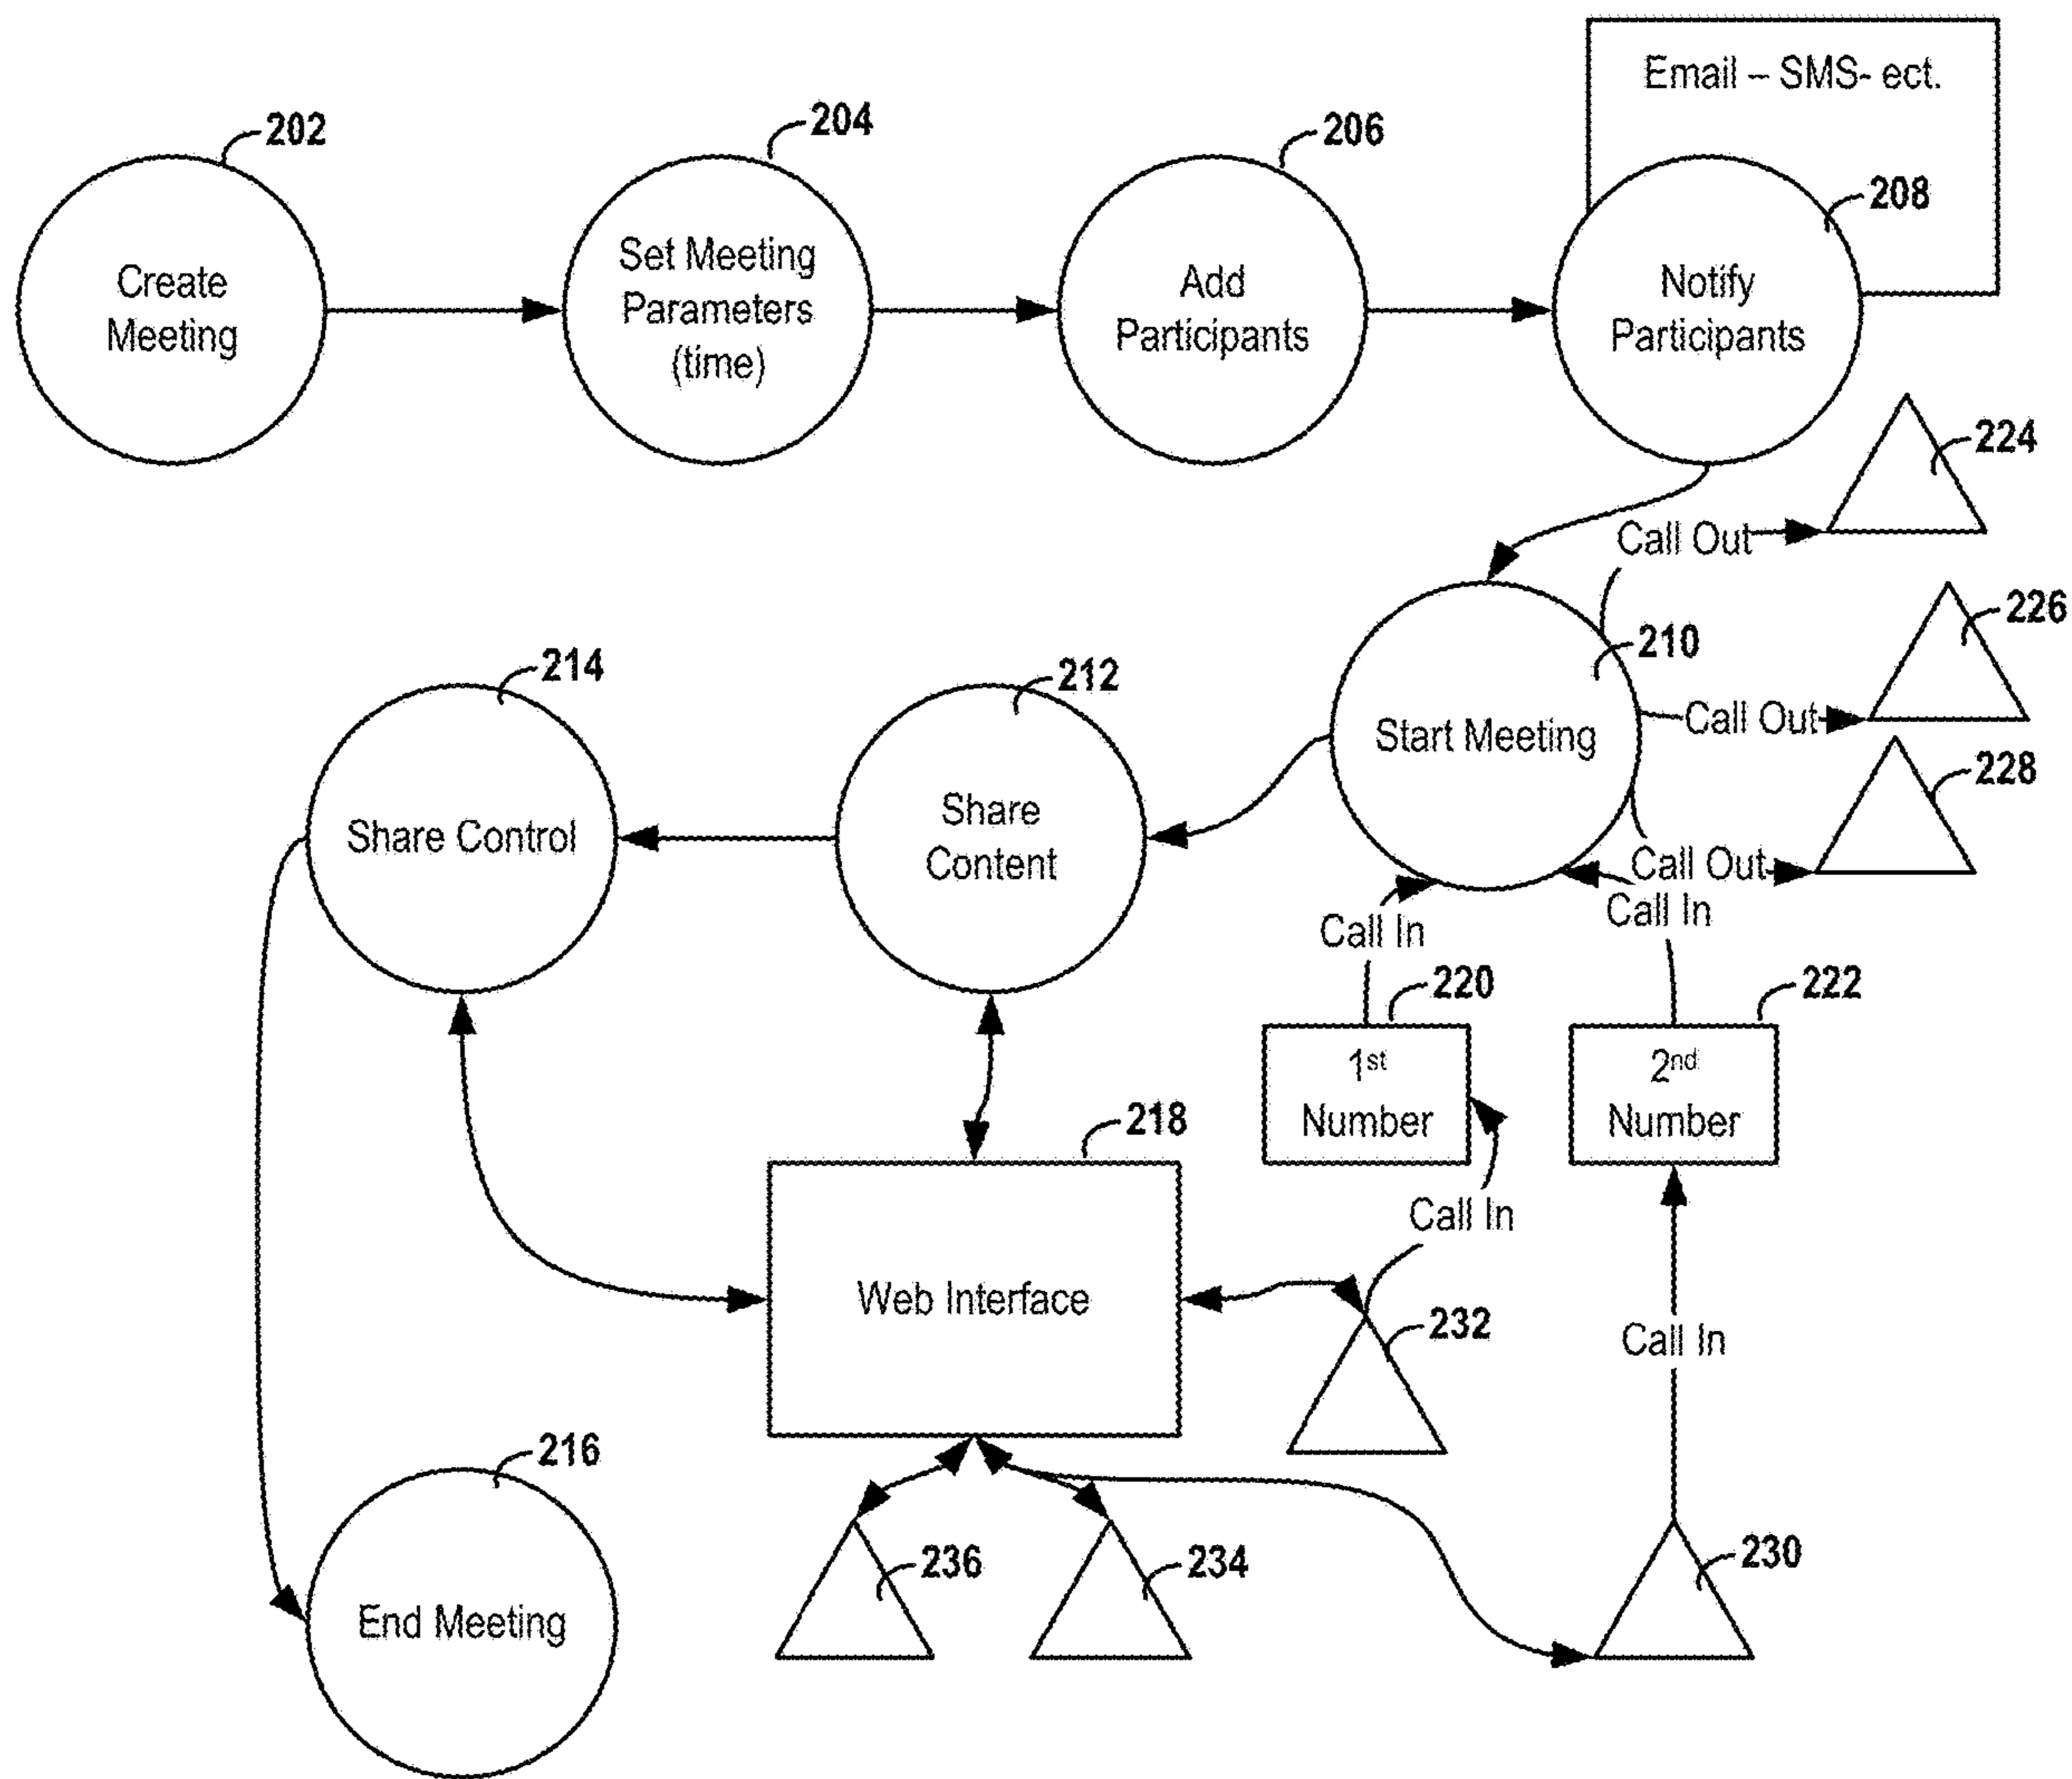 Email – SMS- ect.
202
204
206
208
Create
Meeting
Set Meeting
Parameters
(time)
Add
Participants
Notify
Participants
224
Call Out
226
210
214
212
Start Meeting
Call Out
228
Share Control
Share
Content
Call Out
Call In
Call In
220
222
1st
Number
2nd
Number
218
Call In
Web Interface
232
Call In
216
236
234
230
End Meeting